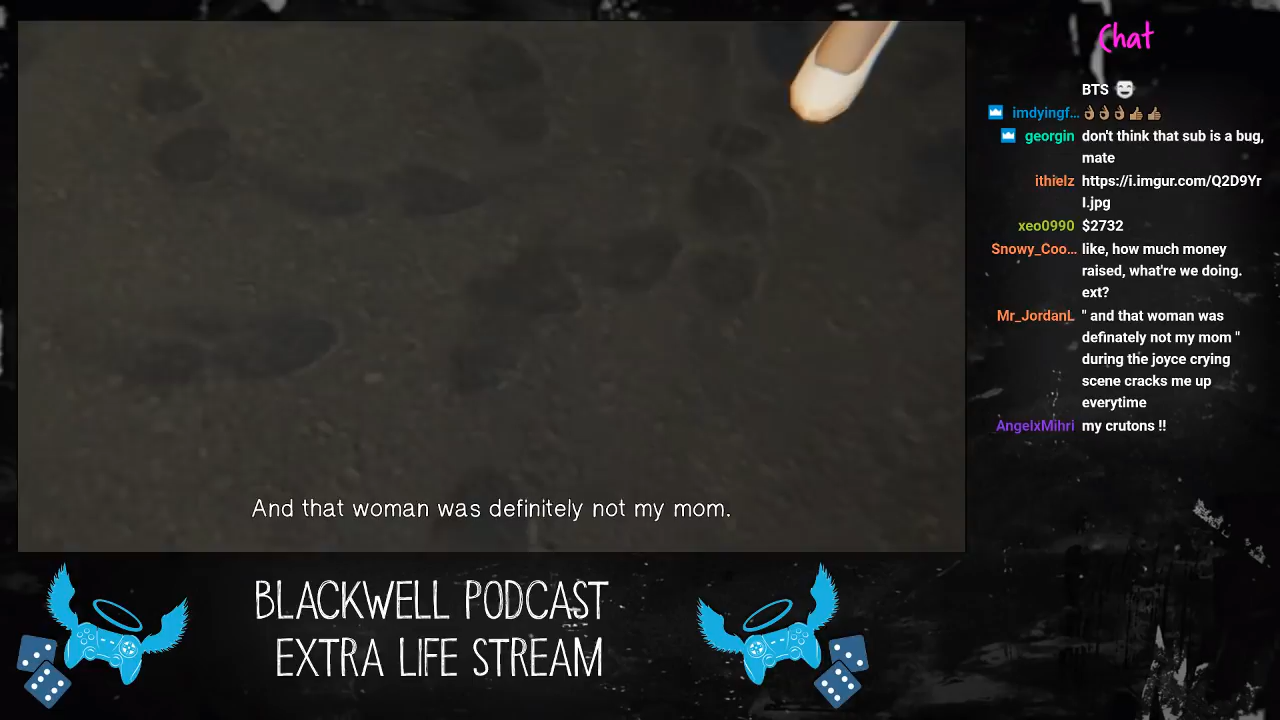 Chat
BTS
imdyingf…
georgin don't think that sub is a bug,
mate
ithielz https://i.imgur.com/Q2D9Yr
I.jpg
xeo0990 $2732
Snowy_Coo… like, how much money
raised, what're we doing.
ext?
Mr_JordanL " and that woman was
definately not my mom "
during the joyce crying
scene cracks me up
everytime
AngelxMihri my crutons !!
And that woman was definitely not my mom.
BLACKWELL PODCAST
EXTRA LIFE STREAM